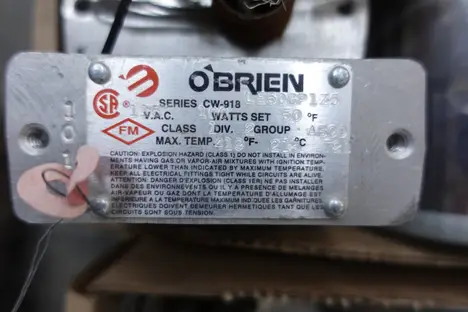 O'BRIEN
SERIES CW-918
V.A.C. WATTS SET °F
FM CLASS DIV. GROUP
MAX. TEMP. °F- °C
CAUTION: EXPLOSION HAZARD (CLASS 1) DO NOT INSTALL IN ENVIRON-
MENTS HAVING GAS OR VAPOR-AIR MIXTURES WITH IGNITION TEMP-
ERATURE LOWER THAN INDICATED BY MAXIMUM TEMPERATURE.
KEEP ALL ELECTRICAL FITTINGS TIGHT WHILE CIRCUITS ARE ALIVE.
ATTENTION: DANGER D'EXPLOSION (CLASS 1ER) NE PAS INSTALLER
DANS DES ENVIRONNEMENTS OU IL Y A PRESENCE DE MELANGES
AIR-VAPEUR OU GAZ DONT LA TEMPERATURE D'ALLUMAGE EST
INFERIEURE A LA TEMPERATURE MAXIMUM INDIQUEE LES GARNITURES
ELECTRIQUES DOIVENT DEMEURER HERMETIQUES TANT QUE LES
CIRCUITS SONT SOUS TENSION.